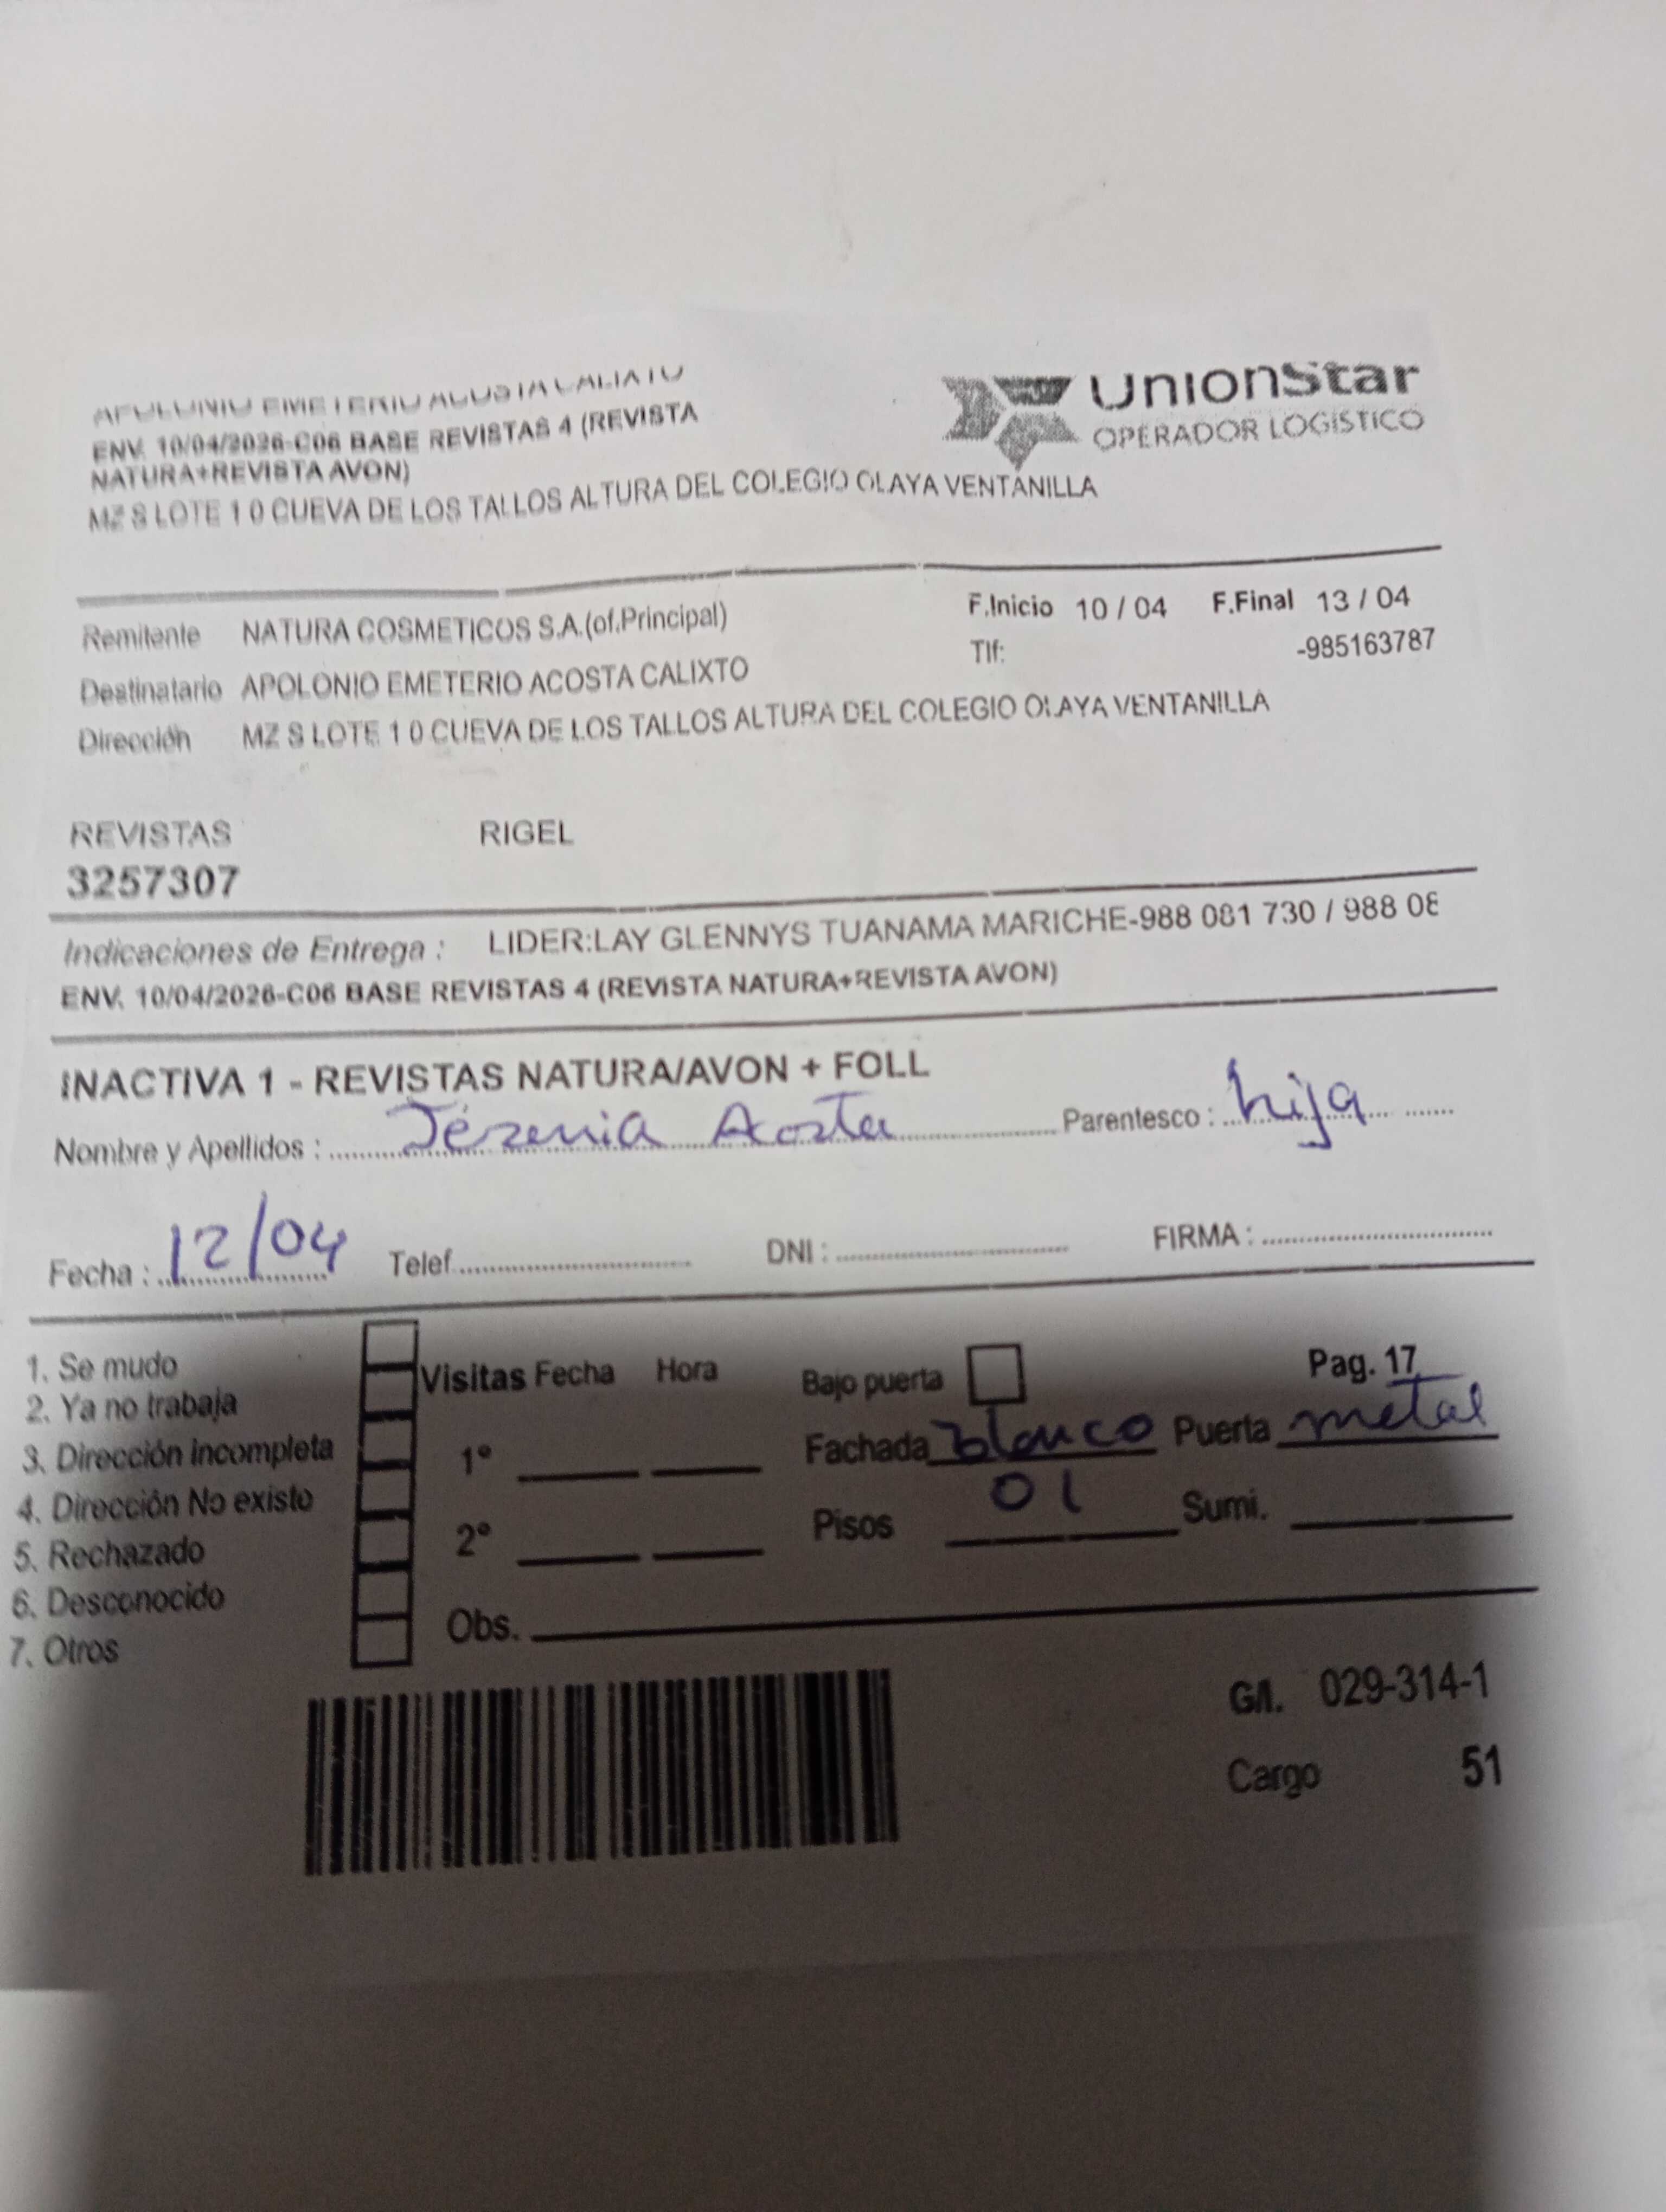 APOLONIO EMETERIO ACOSTA CALIXTO
ENV. 10/04/2026-C06 BASE REVISTAS 4 (REVISTA
NATURA+REVISTA AVON)
MZ S LOTE 1 0 CUEVA DE LOS TALLOS ALTURA DEL COLEGIO OLAYA VENTANILLA
UnionStar
OPERADOR LOGÍSTICO
Remitente NATURA COSMETICOS S.A.(of.Principal) F.Inicio 10 / 04 F.Final 13 / 04
Destinatario APOLONIO EMETERIO ACOSTA CALIXTO Tlf: -985163787
Dirección MZ S LOTE 1 0 CUEVA DE LOS TALLOS ALTURA DEL COLEGIO OLAYA VENTANILLA
REVISTAS RIGEL
3257307
Indicaciones de Entrega : LIDER:LAY GLENNYS TUANAMA MARICHE-988 081 730 / 988 08
ENV. 10/04/2026-C06 BASE REVISTAS 4 (REVISTA NATURA+REVISTA AVON)
INACTIVA 1 - REVISTAS NATURA/AVON + FOLL
Nombre y Apellidos : Acosta Parentesco : hija
Fecha : 12/04 Telef. DNI : FIRMA :
1. Se mudo
2. Ya no trabaja
3. Dirección Incompleta
4. Dirección No existe
5. Rechazado
6. Desconocido
7. Otros
Visitas Fecha Hora
1°
2°
Obs.
Bajo puerta Pag. 17
Fachada blanco Puerta metal
Pisos 01 Sumi.
G/I. 029-314-1
Cargo 51